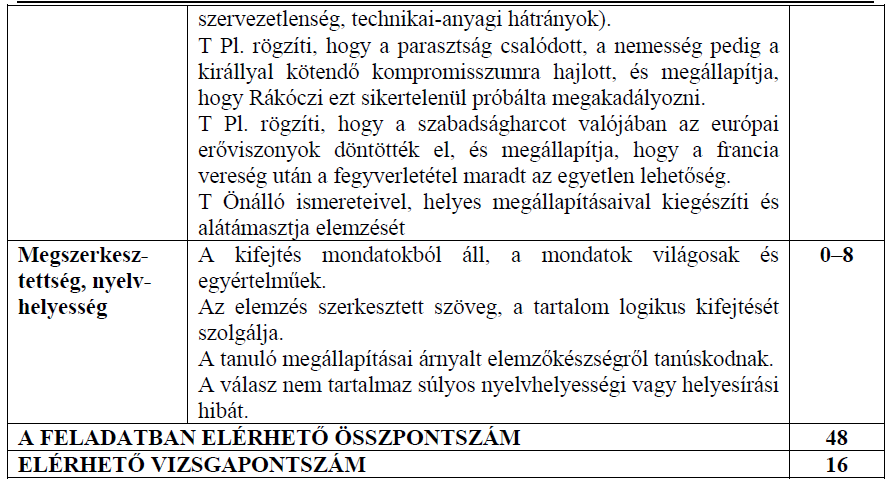 szervezetlenség, technikai-anyagi hátrányok).
T Pl. rögzíti, hogy a parasztság csalódott, a nemesség pedig a
királlyal kötendő kompromisszumra hajlott, és megállapítja,
hogy Rákóczi ezt sikertelenül próbálta megakadályozni.
T Pl. rögzíti, hogy a szabadságharcot valójában az európai
erőviszonyok döntötték el, és megállapítja, hogy a francia
vereség után a fegyverletétel maradt az egyetlen lehetőség.
T Önálló ismereteivel, helyes megállapításaival kiegészíti és
alátámasztja elemzését
Megszerkesz-
tettség, nyelv-
helyesség
A kifejtés mondatokból áll, a mondatok világosak és
egyértelműek.
Az elemzés szerkesztett szöveg, a tartalom logikus kifejtését
szolgálja.
A tanuló megállapításai árnyalt elemzőkészségről tanúskodnak.
A válasz nem tartalmaz súlyos nyelvhelyességi vagy helyesírási
hibát.
0–8
A FELADATBAN ELÉRHETŐ ÖSSZPONTSZÁM 48
ELÉRHETŐ VIZSGAPONTSZÁM 16